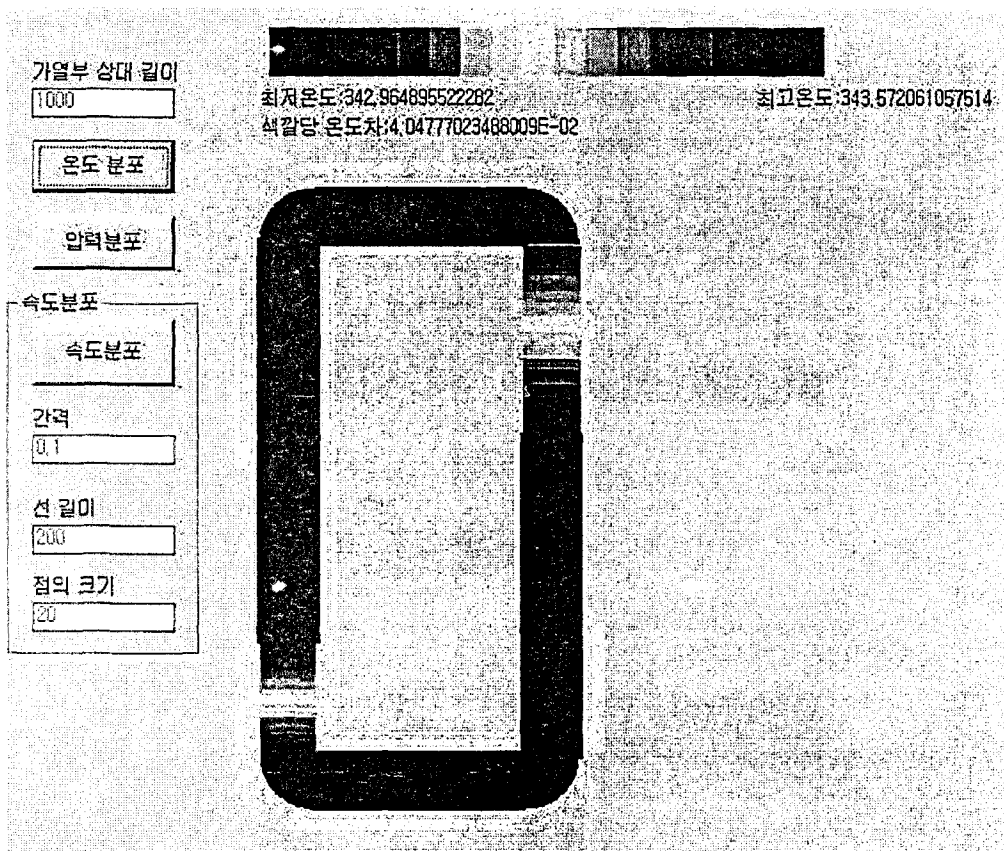 가열부 상대 길이
1000
온도 분포
압력분포
속도분포
속도분포
간격
0.1
선 길이
200
점의 크기
20
최저온도:342.964895522282
최고온도:343.572061057514
색깔당 온도차:4.04777023488009E-02